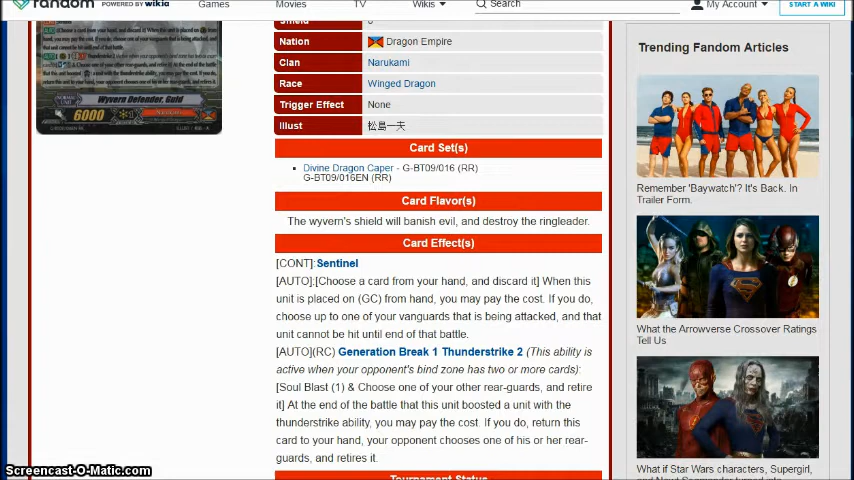 fandom POWERED BY wikia Games Movies TV Wikis Search My Account START A WIKI
Shield 0
Nation Dragon Empire
Clan Narukami
Race Winged Dragon
Trigger Effect None
Illust 松島一夫
Card Set(s)
Divine Dragon Caper - G-BT09/016 (RR)
G-BT09/016EN (RR)
Card Flavor(s)
The wyvern's shield will banish evil, and destroy the ringleader.
Card Effect(s)
[CONT]:Sentinel
[AUTO]:[Choose a card from your hand, and discard it] When this
unit is placed on (GC) from hand, you may pay the cost. If you do,
choose up to one of your vanguards that is being attacked, and that
unit cannot be hit until end of that battle.
[AUTO](RC) Generation Break 1 Thunderstrike 2 (This ability is
active when your opponent's bind zone has two or more cards):
[Soul Blast (1) & Choose one of your other rear-guards, and retire
it] At the end of the battle that this unit boosted a unit with the
thunderstrike ability, you may pay the cost. If you do, return this
card to your hand, your opponent chooses one of his or her rear-
guards, and retires it.
Tournament Status
Wyvern Defender, Guld
6000
Trending Fandom Articles
Remember 'Baywatch'? It's Back. In
Trailer Form.
What the Arrowverse Crossover Ratings
Tell Us
What if Star Wars characters, Supergirl,
Screencast-O-Matic.com